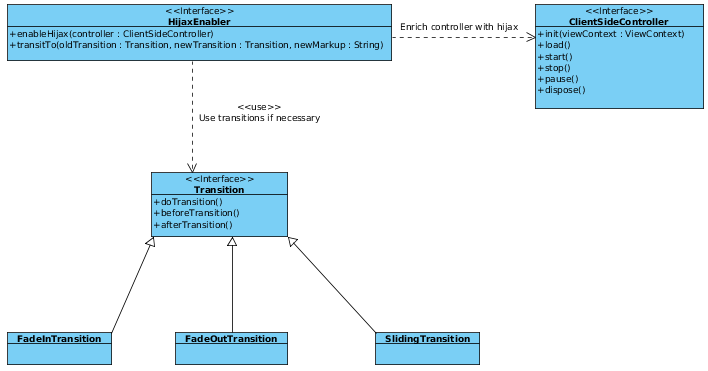 <<Interface>>
HijaxEnabler
+enableHijax(controller : ClientSideController)
+transitTo(oldTransition : Transition, newTransition : Transition, newMarkup : String)
Enrich controller with hijax
<<Interface>>
ClientSideController
+init(viewContext : ViewContext)
+load()
+start()
+stop()
+pause()
+dispose()
<<use>>
Use transitions if necessary
<<Interface>>
Transition
+doTransition()
+beforeTransition()
+afterTransition()
FadeInTransition
FadeOutTransition
SlidingTransition